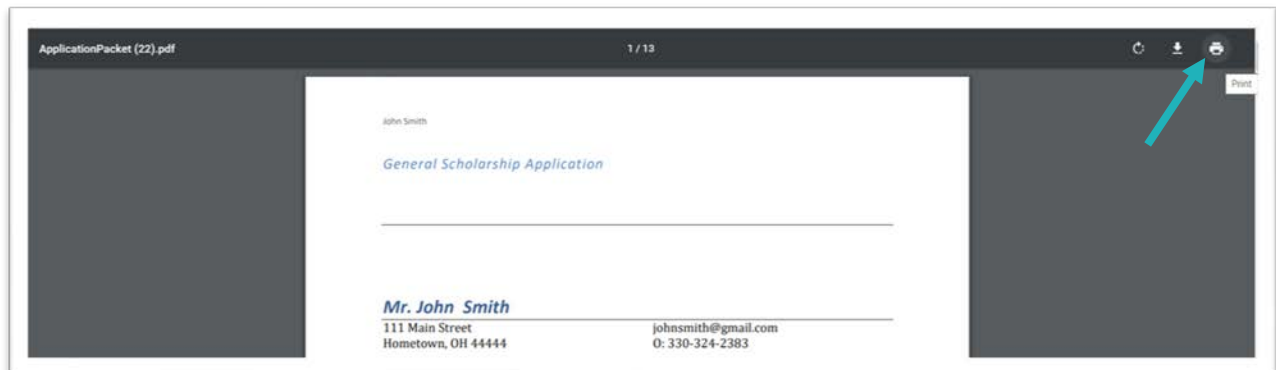 ApplicationPacket (22).pdf 1 / 13
Print
John Smith
General Scholarship Application
Mr. John Smith
111 Main Street johnsmith@gmail.com
Hometown, OH 44444 O: 330-324-2383